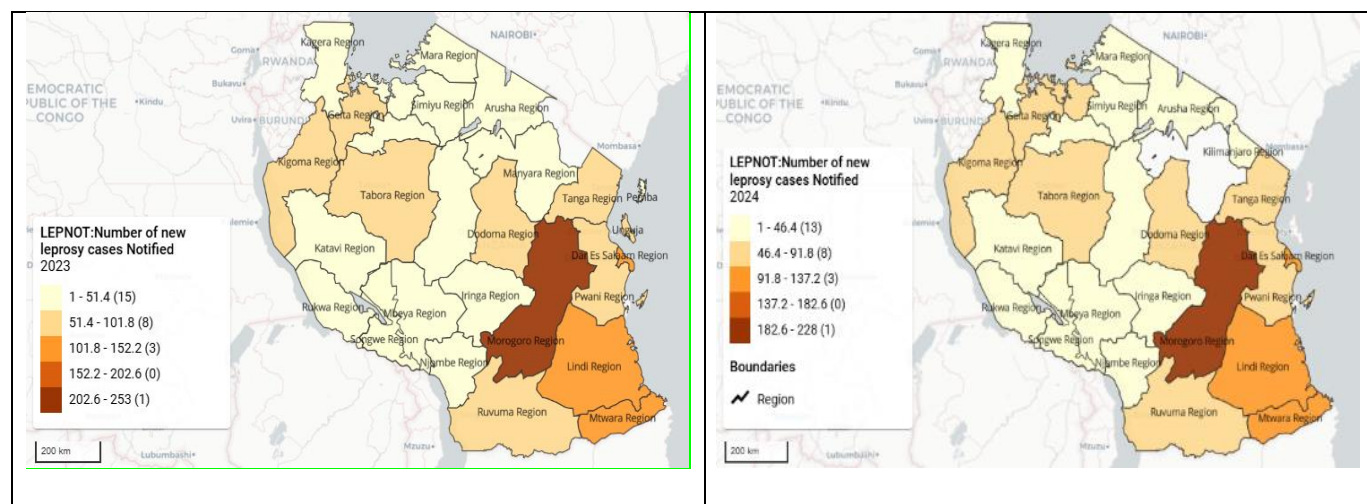 NAIROBI
Kagera Region
Mara Region
Goma
RWANDA
Bukavu
EMOCRATIC
PUBLIC OF THE
CONGO
Kindu
Simiyu Region
Arusha Region
Uvira
BURUNDI
Geita Region
Mombasa
Kigoma Region
Manyara Region
Tabora Region
Tanga Region
Pemba
LEPNOT:Number of new
leprosy cases Notified
2023
1 - 51.4 (15)
51.4 - 101.8 (8)
101.8 - 152.2 (3)
152.2 - 202.6 (0)
202.6 - 253 (1)
Dodoma Region
Unguja
Katavi Region
Dar Es Salaam Region
Iringa Region
Pwani Region
Rukwa Region
Mbeya Region
Songwe Region
Morogoro Region
Njombe Region
Lindi Region
Ruvuma Region
Mtwara Region
Mzuzu
Lubumbashi
200 km
NAIROBI
Kagera Region
Mara Region
Goma
RWANDA
Bukavu
EMOCRATIC
PUBLIC OF THE
CONGO
Kindu
Simiyu Region
Arusha Region
Uvira
BURUNDI
Geita Region
Kilimanjaro Region
Mombasa
Kigoma Region
LEPNOT:Number of new
leprosy cases Notified
2024
1 - 46.4 (13)
46.4 - 91.8 (8)
91.8 - 137.2 (3)
137.2 - 182.6 (0)
182.6 - 228 (1)
Boundaries
Region
Tabora Region
Tanga Region
Dodoma Region
Katavi Region
Dar Es Salaam Region
Iringa Region
Pwani Region
Rukwa Region
Mbeya Region
Songwe Region
Morogoro Region
Njombe Region
Lindi Region
Ruvuma Region
Mtwara Region
Mzuzu
Lubumbashi
200 km